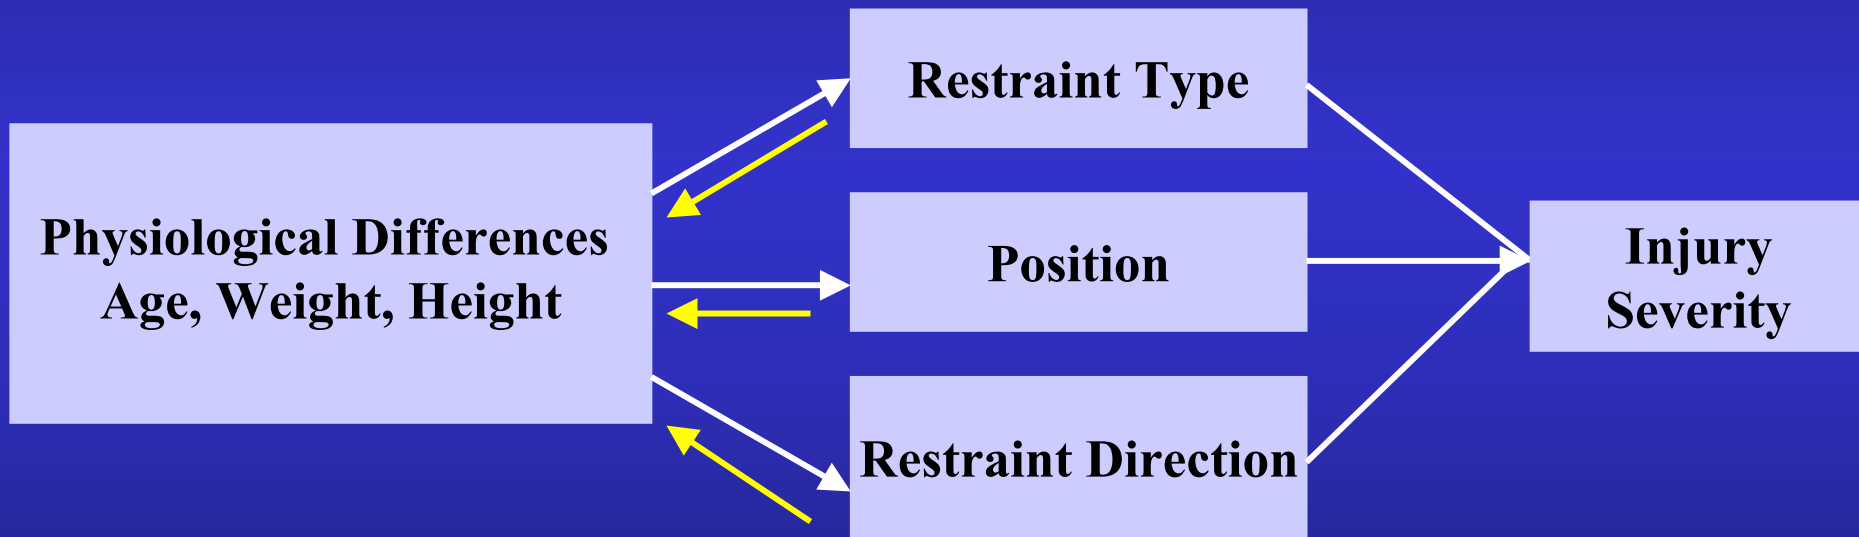 Restraint Type
Physiological Differences
Age, Weight, Height
Position
Injury
Severity
Restraint Direction